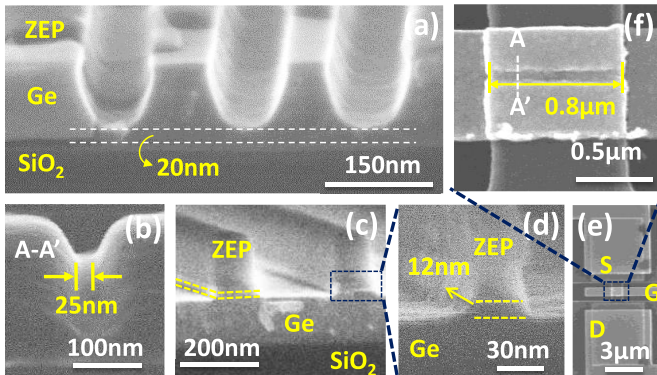 ZEP
a)
Ge
SiO2
20nm
150nm
(f)
A
A'
0.8μm
0.5μm
(b)
A-A'
25nm
100nm
(c)
ZEP
Ge
200nm
SiO2
(d)
ZEP
12nm
Ge
30nm
(e)
S
G
D
3μm